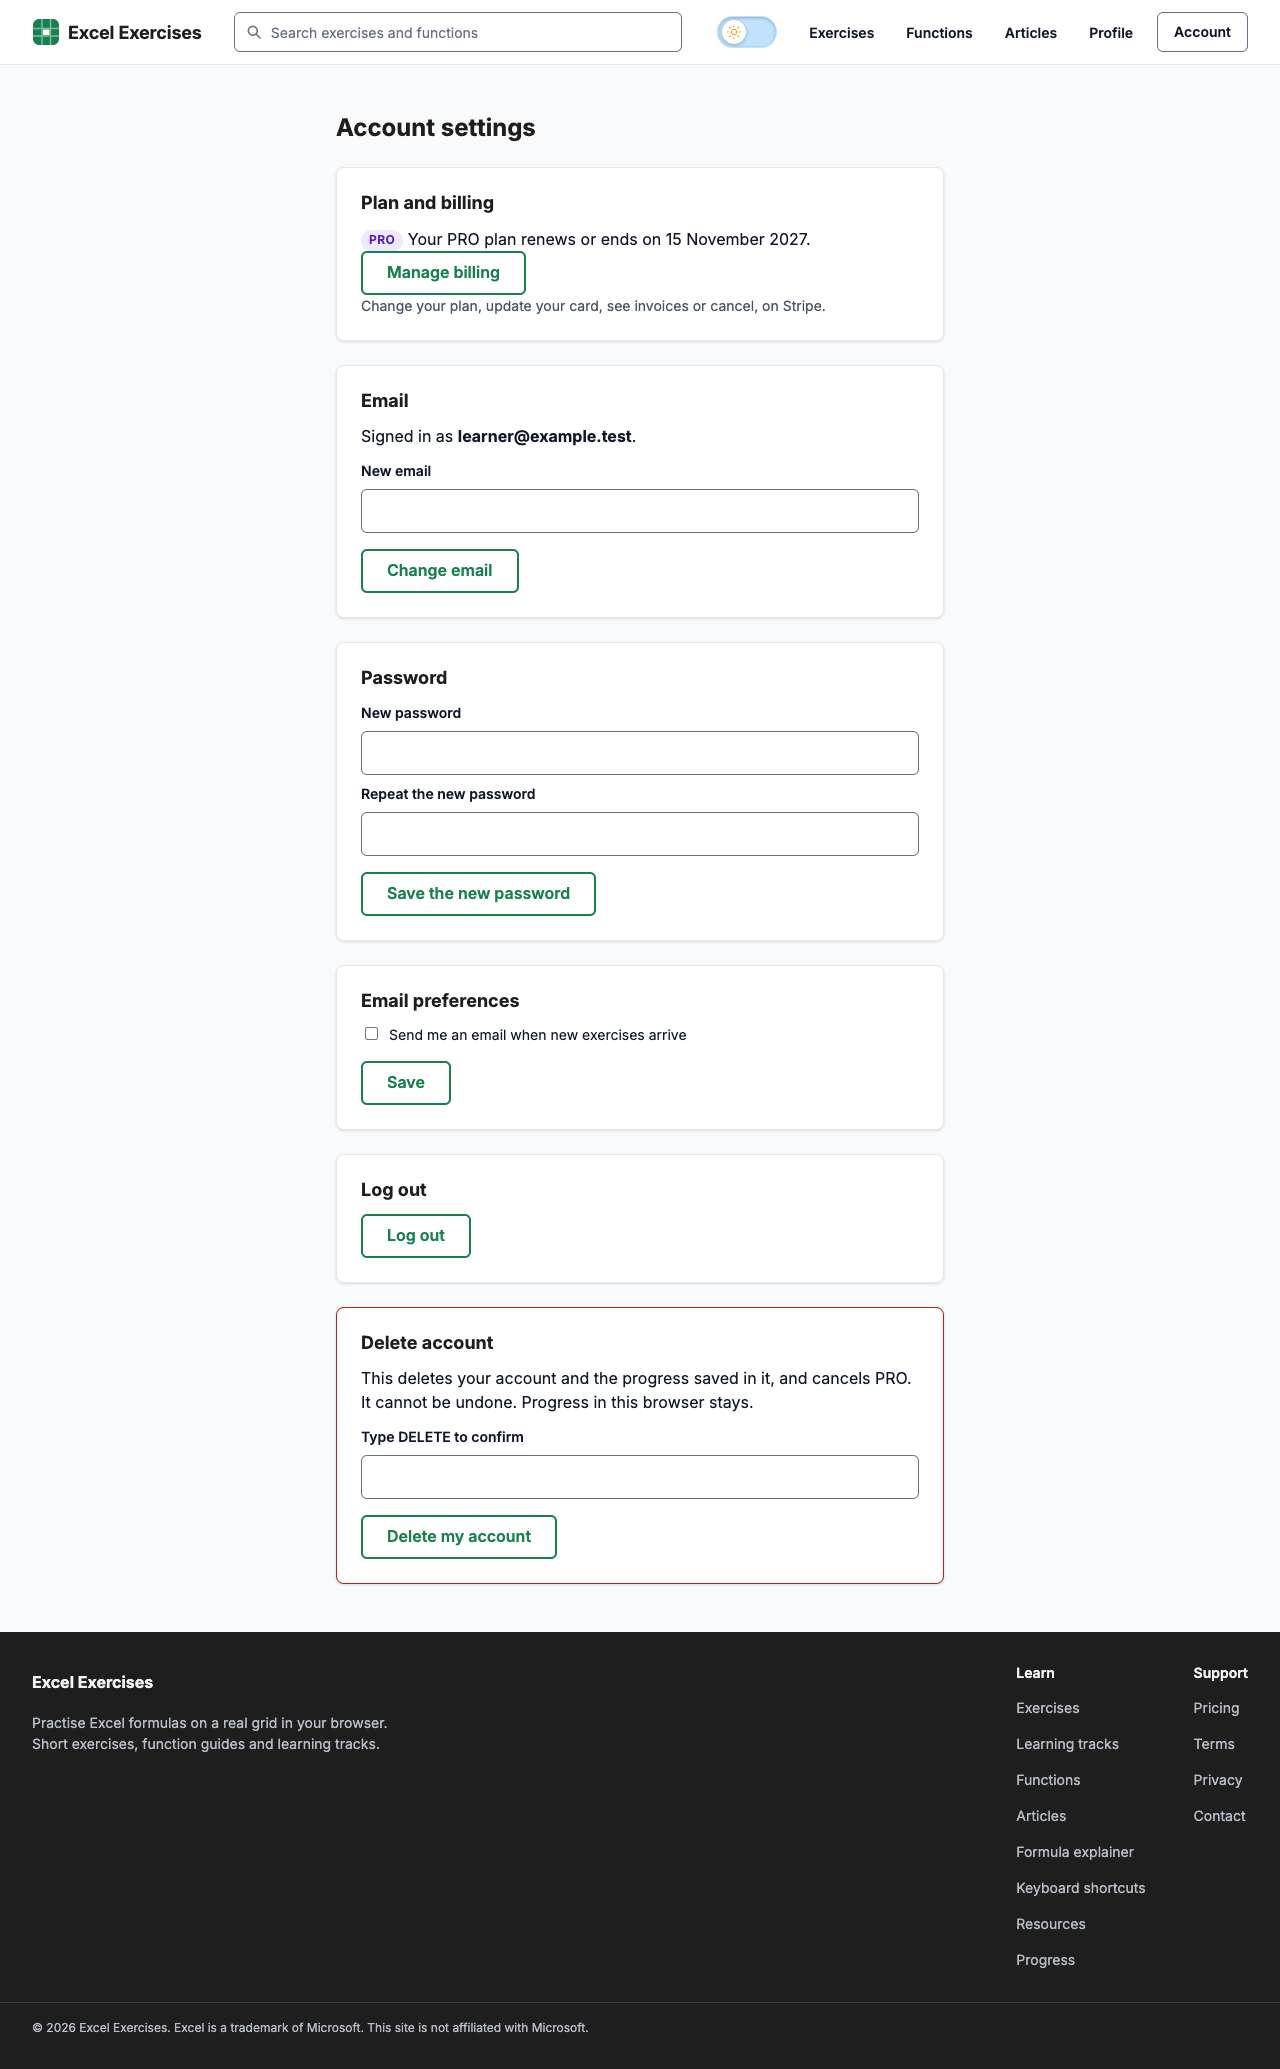 Excel Exercises
Search exercises and functions
Exercises
Functions
Articles
Profile
Account
Account settings
Plan and billing
PRO Your PRO plan renews or ends on 15 November 2027.
Manage billing
Change your plan, update your card, see invoices or cancel, on Stripe.
Email
Signed in as learner@example.test.
New email
Change email
Password
New password
Repeat the new password
Save the new password
Email preferences
Send me an email when new exercises arrive
Save
Log out
Log out
Delete account
This deletes your account and the progress saved in it, and cancels PRO.
It cannot be undone. Progress in this browser stays.
Type DELETE to confirm
Delete my account
Excel Exercises
Practise Excel formulas on a real grid in your browser.
Short exercises, function guides and learning tracks.
Learn
Exercises
Learning tracks
Functions
Articles
Formula explainer
Keyboard shortcuts
Resources
Progress
Support
Pricing
Terms
Privacy
Contact
© 2026 Excel Exercises. Excel is a trademark of Microsoft. This site is not affiliated with Microsoft.